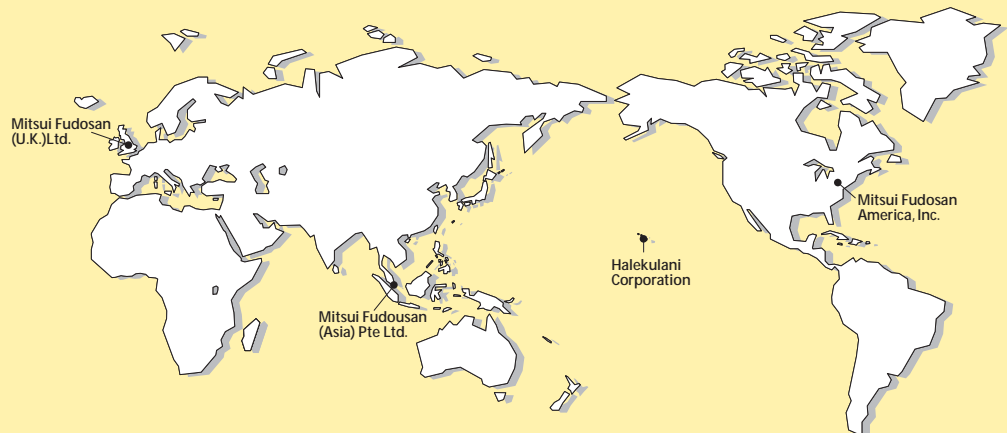 Mitsui Fudosan
(U.K.)Ltd.
Mitsui Fudousan
(Asia) Pte Ltd.
Halekulani
Corporation
Mitsui Fudosan
America, Inc.